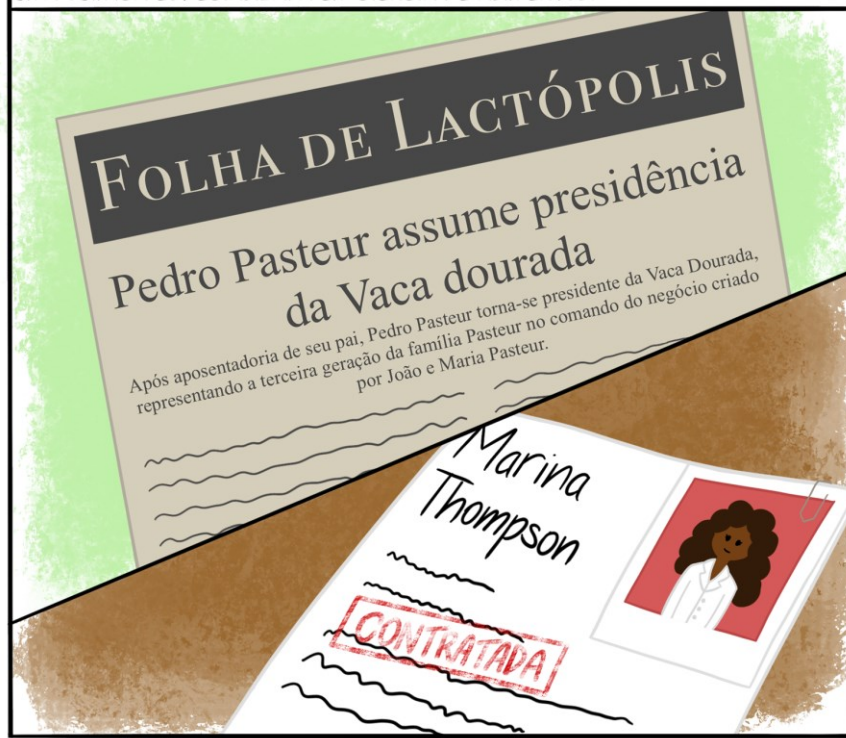 FOLHA DE LACTÓPOLIS
Pedro Pasteur assume presidência
da Vaca dourada
Após aposentadoria de seu pai, Pedro Pasteur torna-se presidente da Vaca Dourada,
representando a terceira geração da família Pasteur no comando do negócio criado
por João e Maria Pasteur.
Marina
Thompson
CONTRATADA